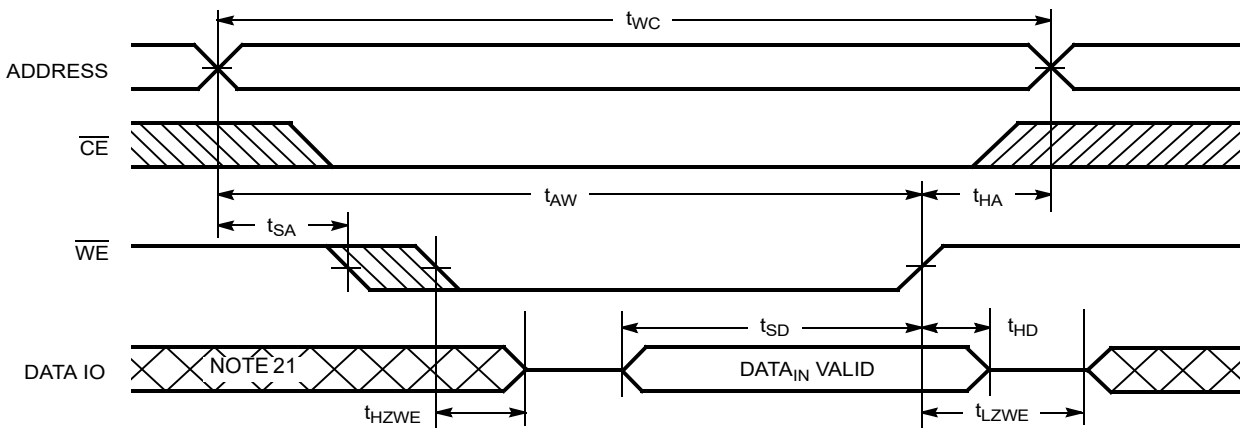 tWC
ADDRESS
CE
tAW
tHA
tSA
WE
tSD
tHD
DATA IO
NOTE 21
DATAIN VALID
tHZWE
tLZWE